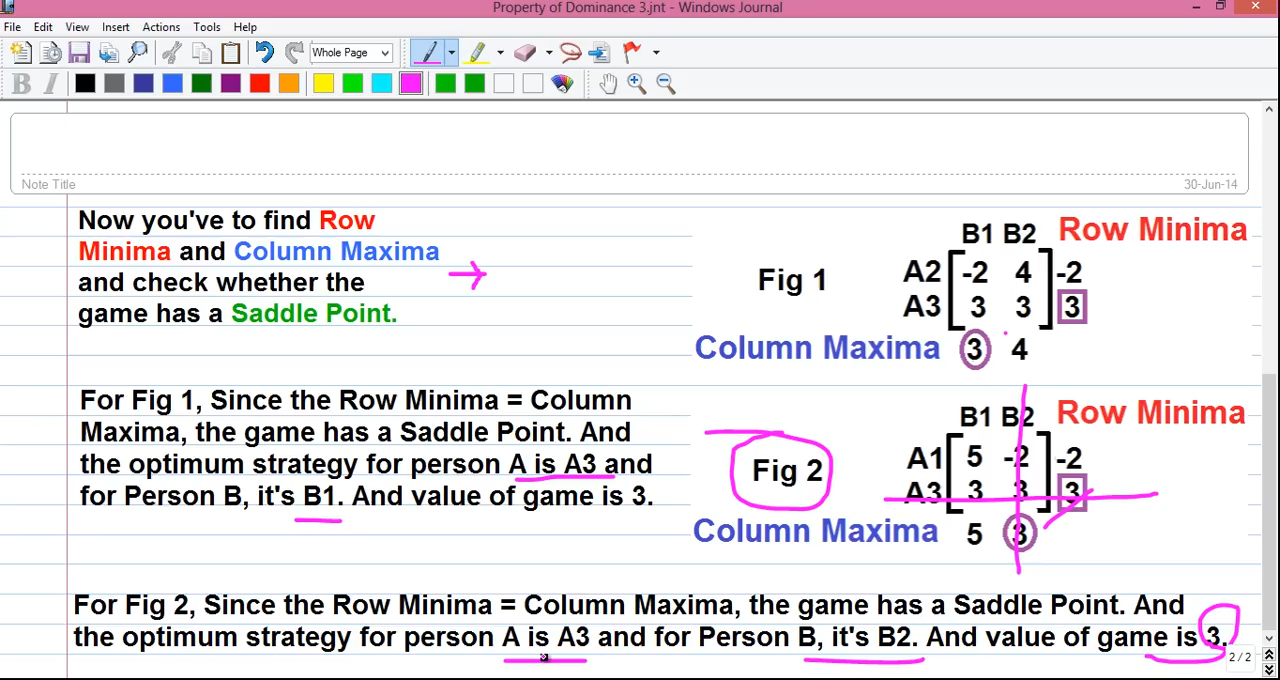 Property of Dominance 3.jnt - Windows Journal
File Edit View Insert Actions Tools Help
Whole Page
B I
Note Title
30-Jun-14
Now you've to find Row
Minima and Column Maxima
and check whether the
game has a Saddle Point.
B1 B2 Row Minima
Fig 1
A2 -2 4 -2
A3 3 3 3
Column Maxima 3 4
For Fig 1, Since the Row Minima = Column
Maxima, the game has a Saddle Point. And
the optimum strategy for person A is A3 and
for Person B, it's B1. And value of game is 3.
B1 B2 Row Minima
Fig 2
A1 5 -2 -2
A3 3 3 3
Column Maxima 5 3
For Fig 2, Since the Row Minima = Column Maxima, the game has a Saddle Point. And
the optimum strategy for person A is A3 and for Person B, it's B2. And value of game is 3.
2/2